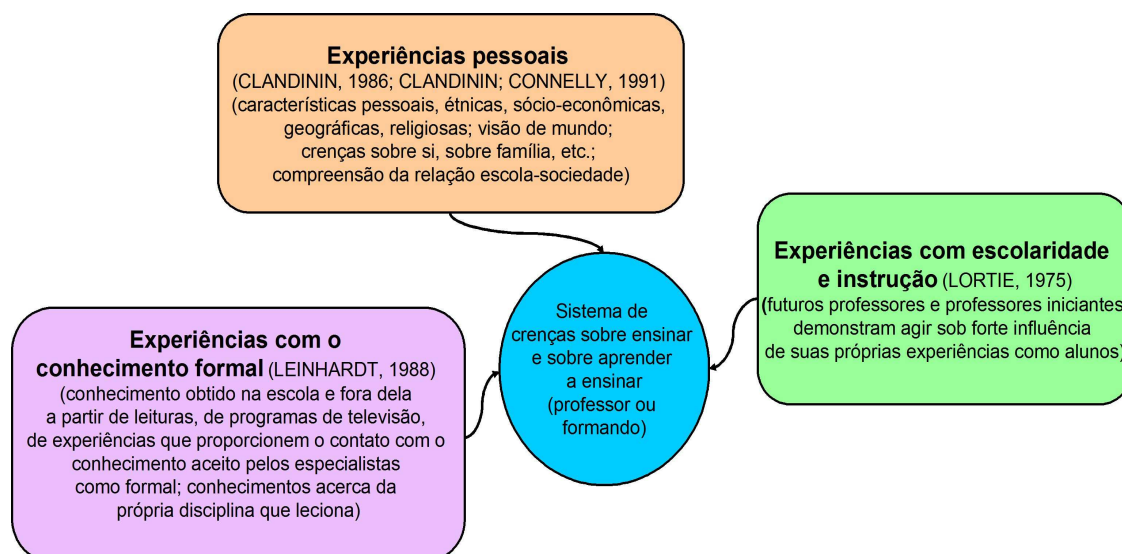 Experiências pessoais
(CLANDININ, 1986; CLANDININ; CONNELLY, 1991)
(características pessoais, étnicas, sócio-econômicas,
geográficas, religiosas; visão de mundo;
crenças sobre si, sobre família, etc.;
compreensão da relação escola-sociedade)
Experiências com escolaridade
e instrução (LORTIE, 1975)
(futuros professores e professores iniciantes
demonstram agir sob forte influência
de suas próprias experiências como alunos)
Sistema de
crenças sobre ensinar
e sobre aprender
a ensinar
(professor ou
formando)
Experiências com o
conhecimento formal (LEINHARDT, 1988)
(conhecimento obtido na escola e fora dela
a partir de leituras, de programas de televisão,
de experiências que proporcionem o contato com o
conhecimento aceito pelos especialistas
como formal; conhecimentos acerca da
própria disciplina que leciona)